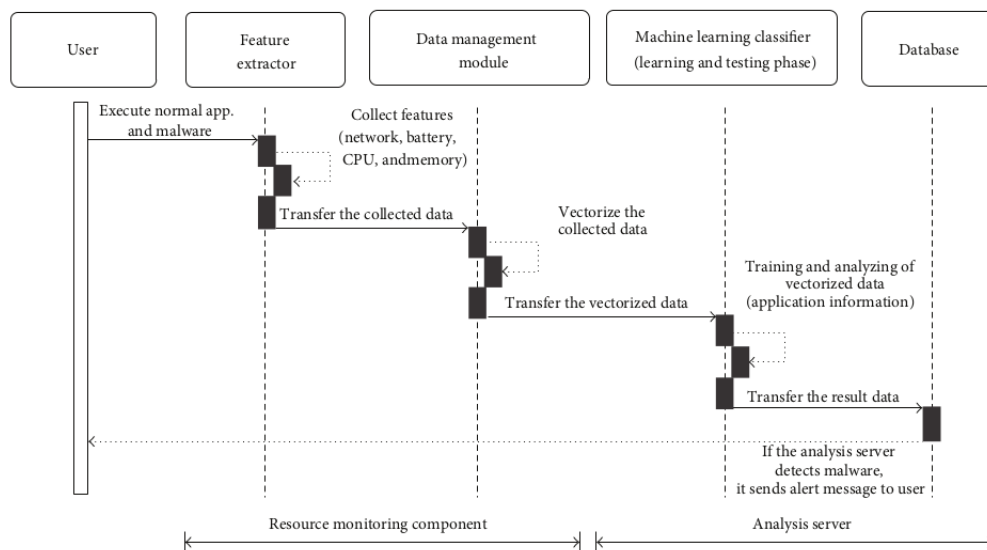 User
Feature
extractor
Data management
module
Machine learning classifier
(learning and testing phase)
Database
Execute normal app.
and malware
Collect features
(network, battery,
CPU, andmemory)
Transfer the collected data
Vectorize the
collected data
Transfer the vectorized data
Training and analyzing of
vectorized data
(application information)
Transfer the result data
If the analysis server
detects malware,
it sends alert message to user
Resource monitoring component
Analysis server